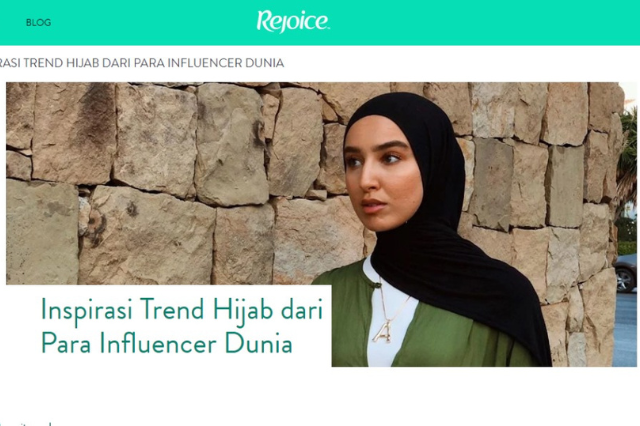 BLOG
Rejoice
RASI TREND HIJAB DARI PARA INFLUENCER DUNIA
A
Inspirasi Trend Hijab dari
Para Influencer Dunia